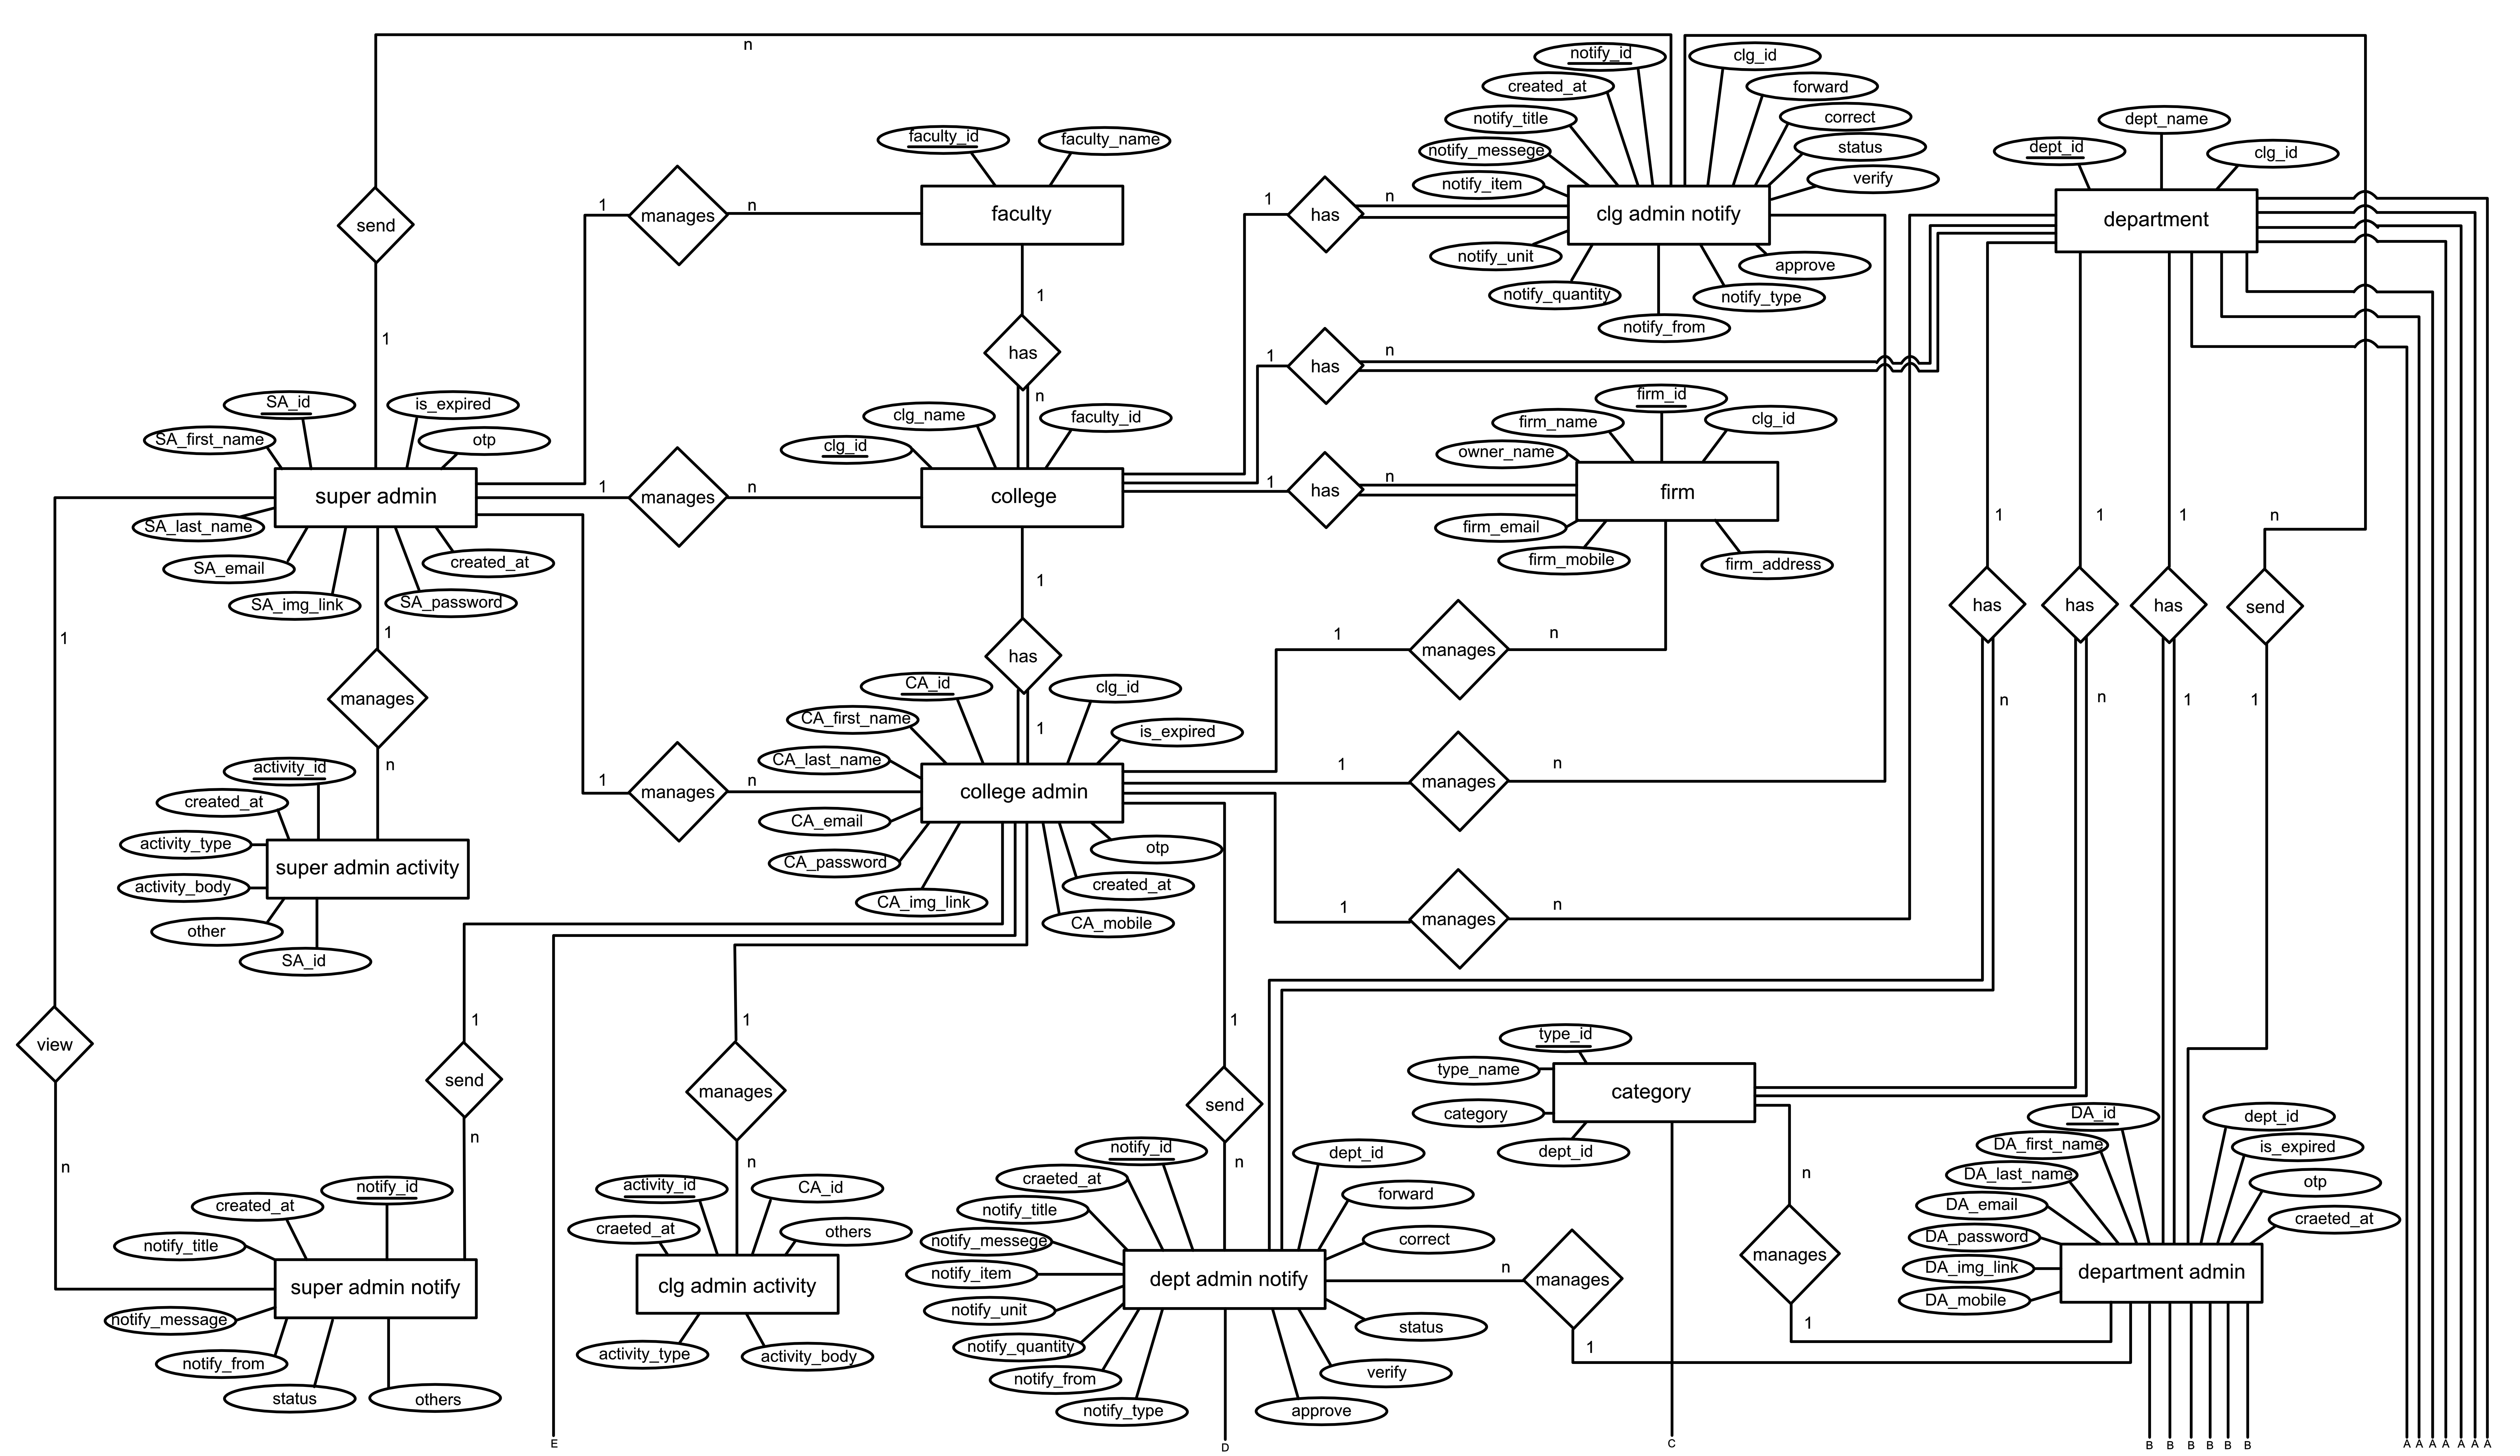 n
notify_id
clg_id
created_at
forward
notify_title
correct
notify_messege
status
notify_item
verify
clg admin notify
notify_unit
approve
notify_quantity
notify_type
notify_from
dept_name
dept_id
clg_id
department
faculty_id
faculty_name
faculty
send
1
1
manages
n
1
has
n
1
has
n
1
has
n
SA_id
is_expired
SA_first_name
otp
super admin
SA_last_name
created_at
SA_email
SA_img_link
SA_password
1
manages
n
clg_name
faculty_id
clg_id
college
1
has
n
firm_id
firm_name
clg_id
owner_name
firm
firm_email
firm_mobile
firm_address
1
1
1
n
has
has
has
send
n
n
1
1
1
has
1
1
manages
n
1
manages
n
1
manages
n
1
1
manages
n
CA_id
clg_id
CA_first_name
is_expired
CA_last_name
college admin
CA_email
otp
CA_password
created_at
CA_img_link
CA_mobile
1
manages
n
activity_id
created_at
activity_type
super admin activity
activity_body
other
SA_id
view
n
1
send
n
1
manages
n
1
send
n
type_id
type_name
category
category
dept_id
n
manages
1
DA_id
dept_id
DA_first_name
is_expired
DA_last_name
otp
DA_email
craeted_at
DA_password
DA_img_link
department admin
DA_mobile
notify_id
created_at
notify_title
super admin notify
notify_message
notify_from
status
others
activity_id
CA_id
craeted_at
others
clg admin activity
activity_type
activity_body
notify_id
dept_id
craeted_at
forward
notify_title
correct
notify_messege
notify_item
dept admin notify
notify_unit
status
notify_quantity
verify
notify_from
notify_type
approve
n
manages
1
E
D
C
B B B B B B
A A A A A A A